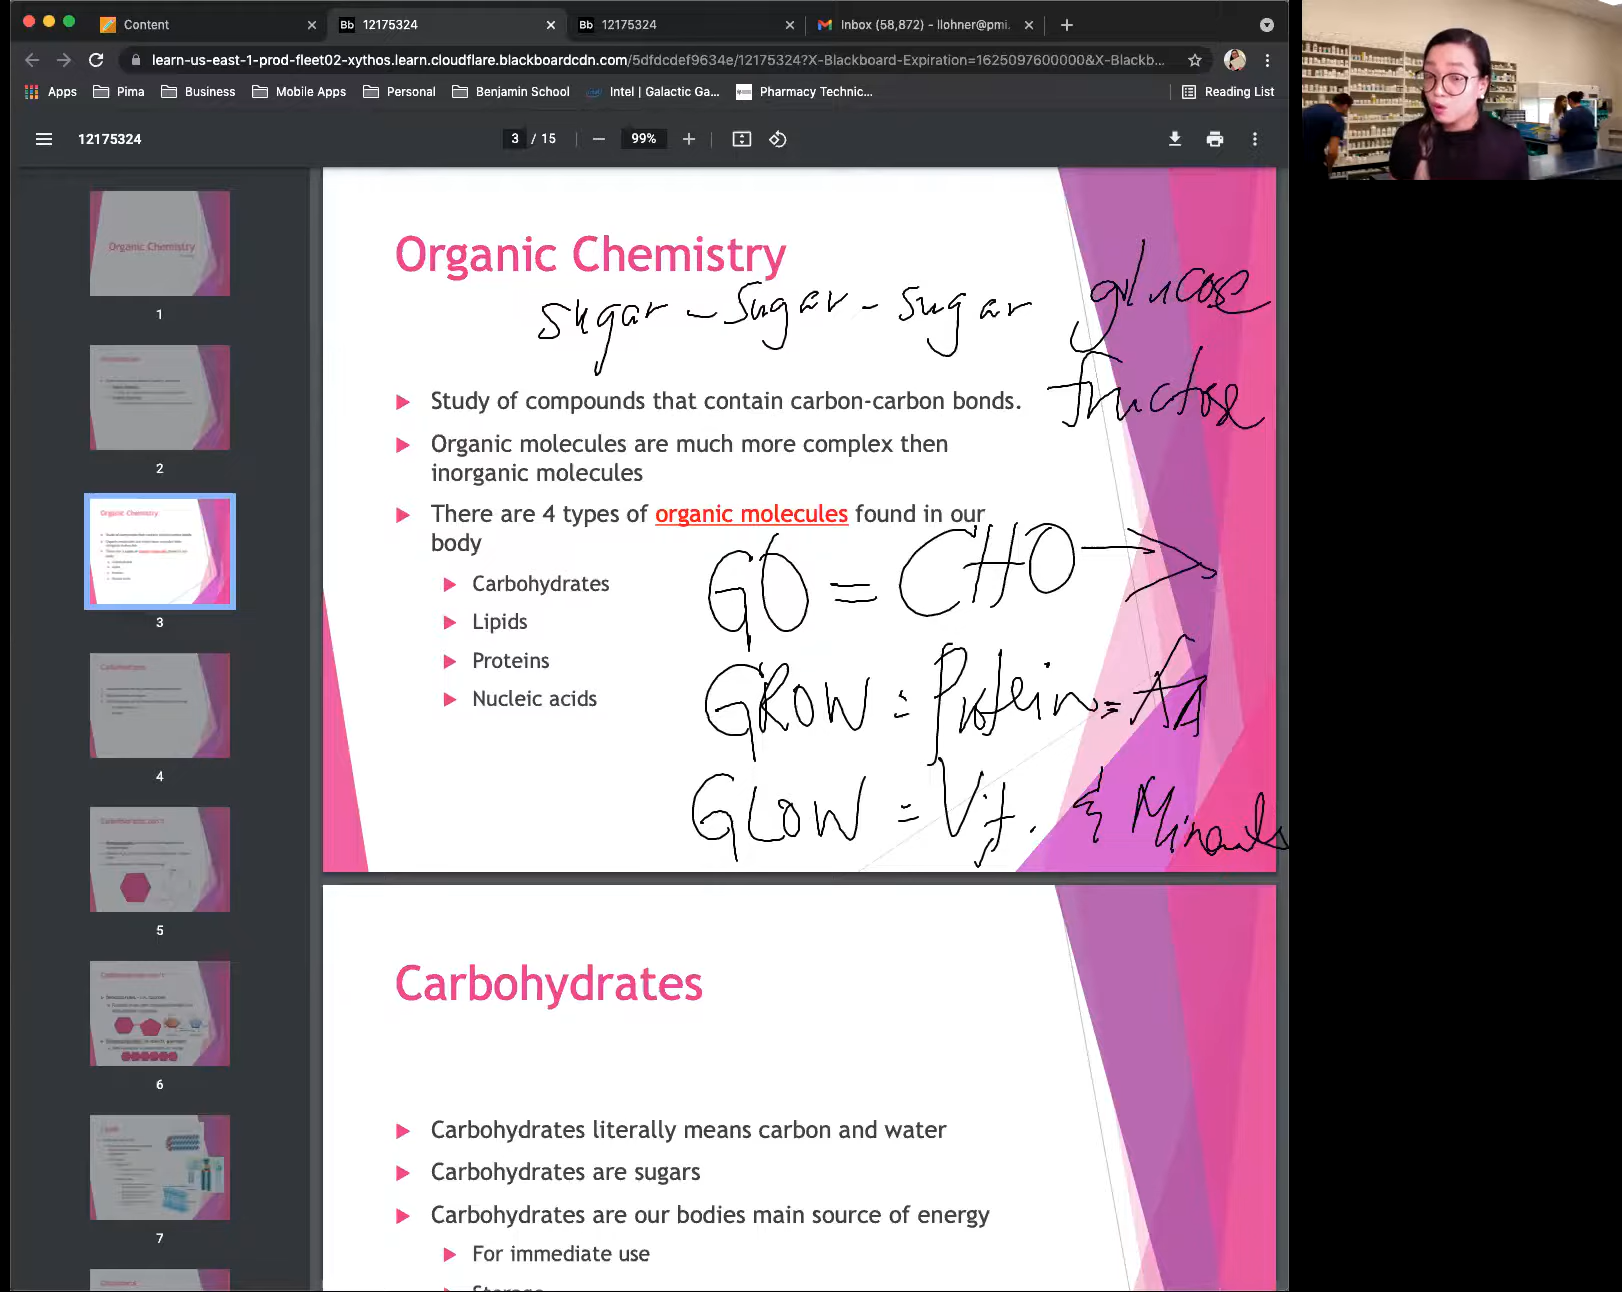 Content
12175324
12175324
Inbox (58,872) - llohner@pmi.
learn-us-east-1-prod-fleet02-xythos.learn.cloudflare.blackboardcdn.com/5dfdcdef9634e/12175324?X-Blackboard-Expiration=1625097600000&X-Blackb...
Apps
Pima
Business
Mobile Apps
Personal
Benjamin School
Intel | Galactic Ga...
Pharmacy Technic...
Reading List
12175324
3 / 15
99%
Organic Chemistry
1
2
Organic Chemistry
3
4
5
6
7
Organic Chemistry
sugar - sugar - sugar
glucose
fructose
Study of compounds that contain carbon-carbon bonds.
Organic molecules are much more complex then
inorganic molecules
There are 4 types of organic molecules found in our
body
Carbohydrates
Lipids
Proteins
Nucleic acids
GO = CHO
GROW = Protein = AA
GLOW = Vit. & Minerals
Carbohydrates
Carbohydrates literally means carbon and water
Carbohydrates are sugars
Carbohydrates are our bodies main source of energy
For immediate use
Storage